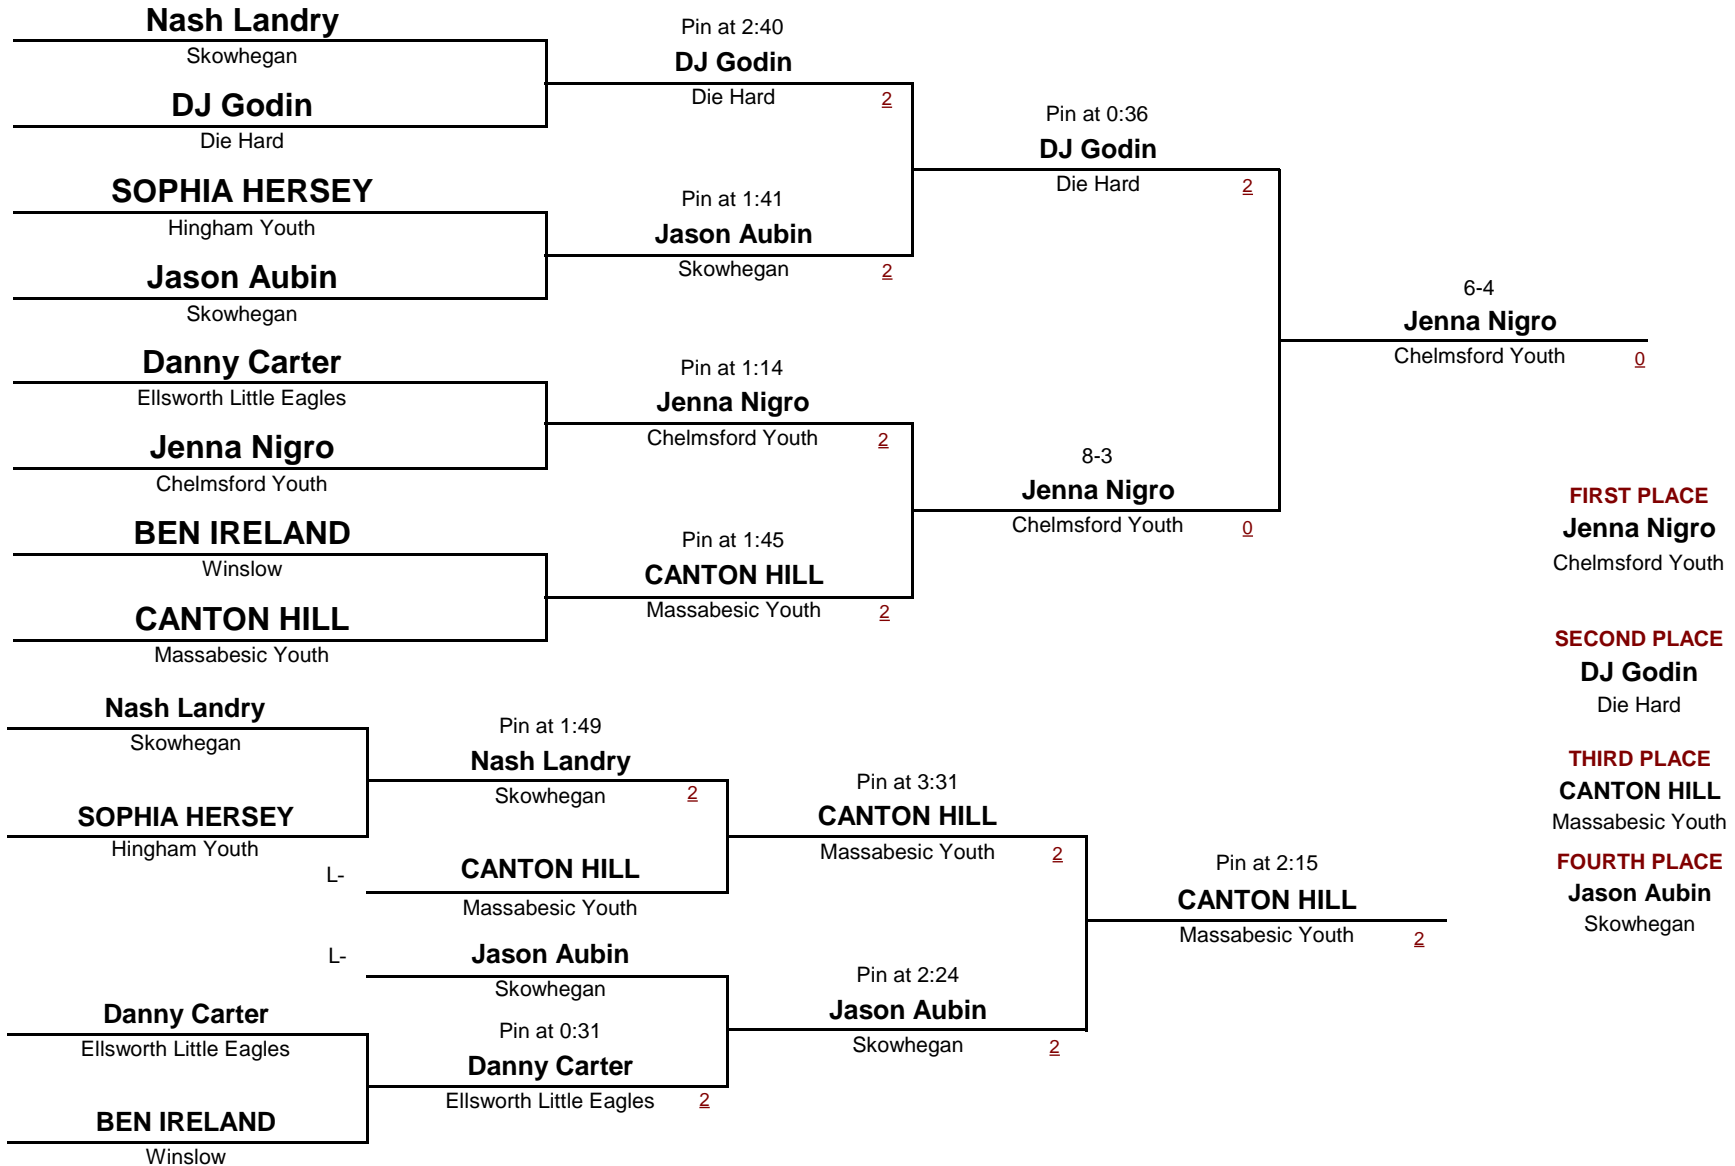 Nash Landry
Skowhegan
DJ Godin
Die Hard
SOPHIA HERSEY
Hingham Youth
Jason Aubin
Skowhegan
Danny Carter
Ellsworth Little Eagles
Jenna Nigro
Chelmsford Youth
BEN IRELAND
Winslow
CANTON HILL
Massabesic Youth
Pin at 2:40
DJ Godin
Die Hard 2
Pin at 1:41
Jason Aubin
Skowhegan 2
Pin at 1:14
Jenna Nigro
Chelmsford Youth 2
Pin at 1:45
CANTON HILL
Massabesic Youth 2
Pin at 0:36
DJ Godin
Die Hard 2
8-3
Jenna Nigro
Chelmsford Youth 0
6-4
Jenna Nigro
Chelmsford Youth 0
FIRST PLACE
Jenna Nigro
Chelmsford Youth
SECOND PLACE
DJ Godin
Die Hard
THIRD PLACE
CANTON HILL
Massabesic Youth
FOURTH PLACE
Jason Aubin
Skowhegan
Nash Landry
Skowhegan
SOPHIA HERSEY
Hingham Youth
Danny Carter
Ellsworth Little Eagles
BEN IRELAND
Winslow
Pin at 1:49
Nash Landry
Skowhegan 2
L- CANTON HILL
Massabesic Youth
L- Jason Aubin
Skowhegan
Pin at 0:31
Danny Carter
Ellsworth Little Eagles 2
Pin at 3:31
CANTON HILL
Massabesic Youth 2
Pin at 2:24
Jason Aubin
Skowhegan 2
Pin at 2:15
CANTON HILL
Massabesic Youth 2